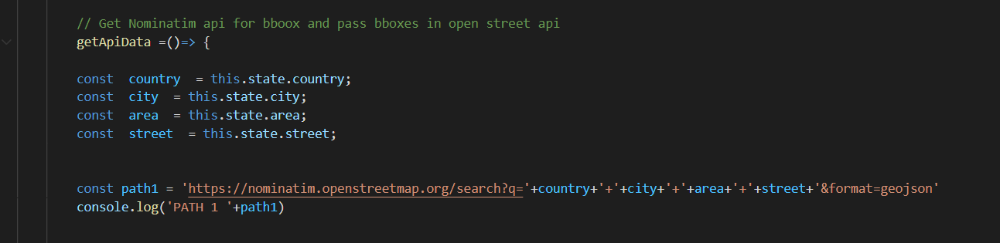 // Get Nominatim api for bboox and pass bboxes in open street api
getApiData =()=> {
const  country  = this.state.country;
const  city  = this.state.city;
const  area  = this.state.area;
const  street  = this.state.street;
const path1 = 'https://nominatim.openstreetmap.org/search?q='+country+'+'+city+'+'+area+'+'+street+'&format=geojson'
console.log('PATH 1 '+path1)